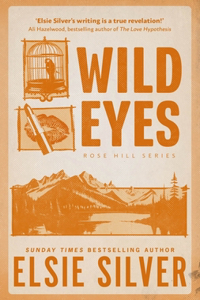 'Elsie Silver's writing is a true revelation!'
Ali Hazelwood, bestselling author of The Love Hypothesis
WILD
EYES
ROSE HILL SERIES
SUNDAY TIMES BESTSELLING AUTHOR
ELSIE SILVER